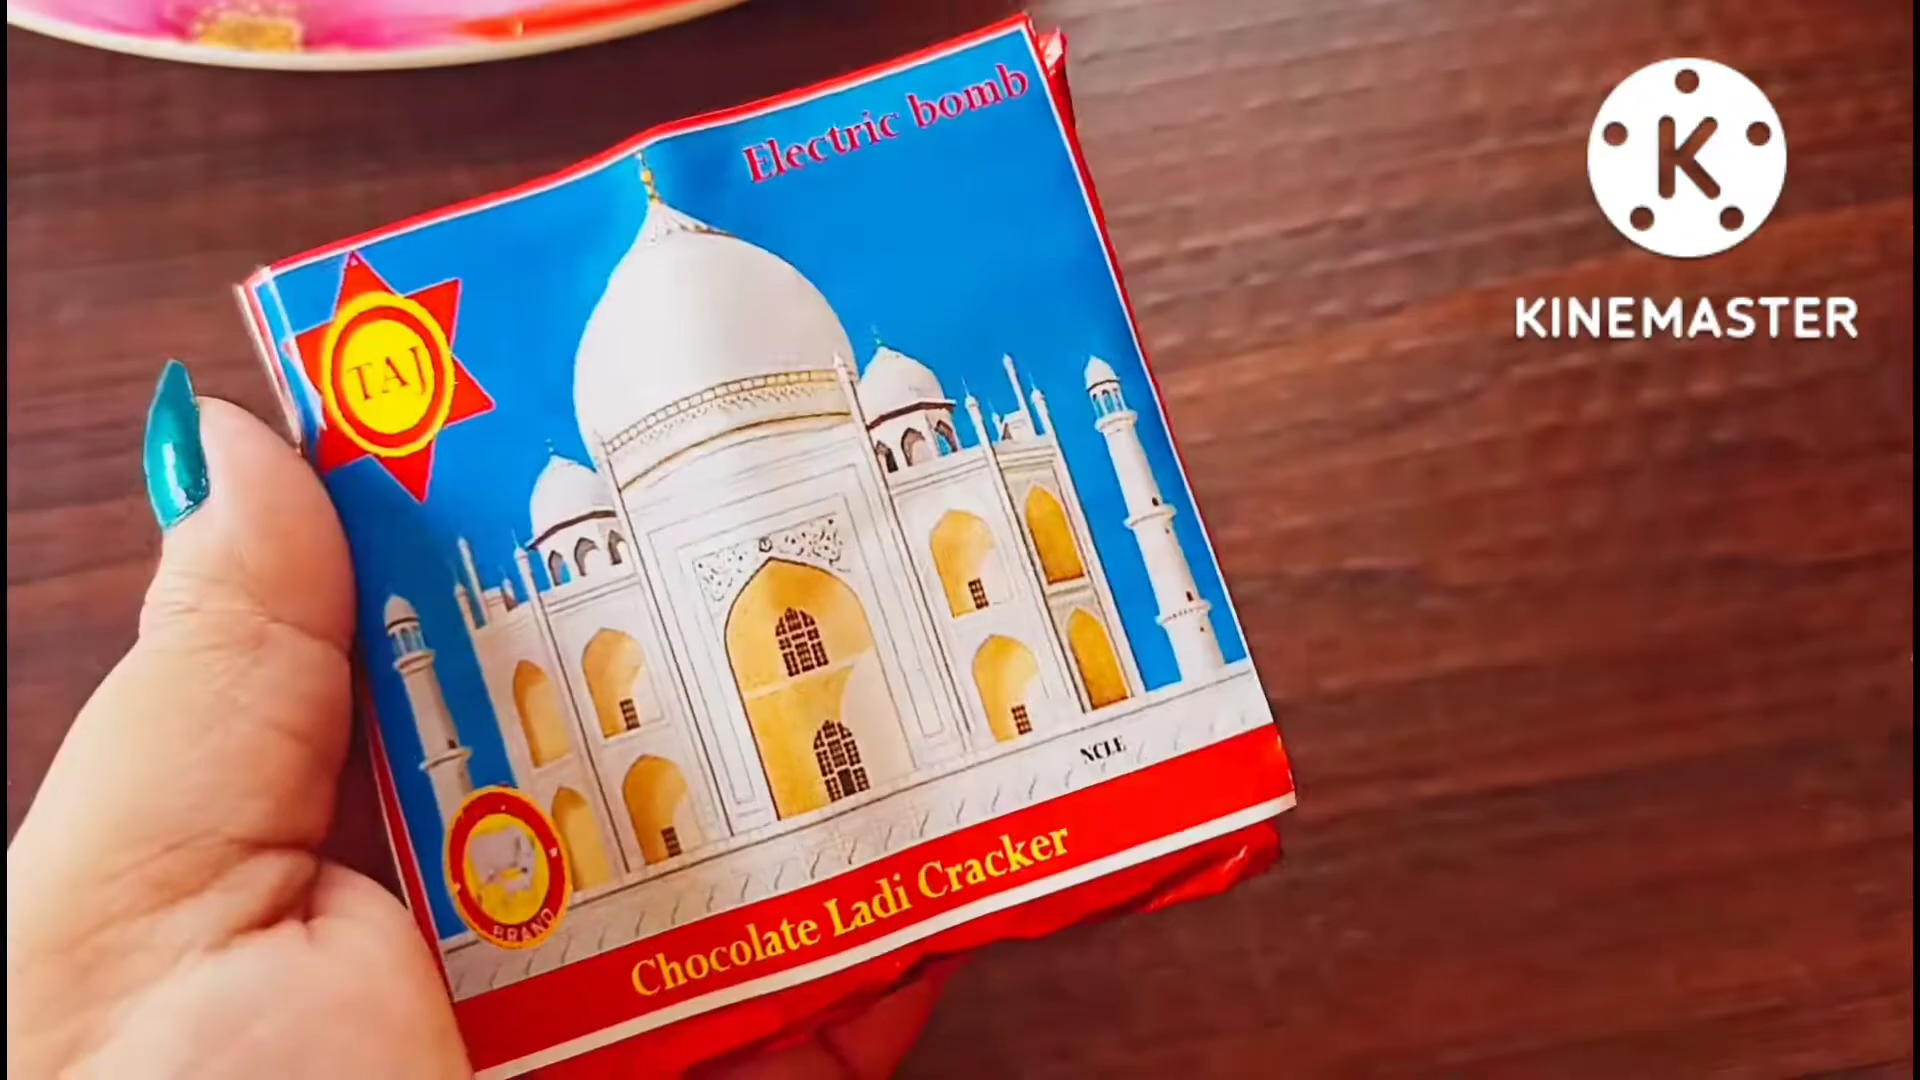 Electric bomb
TAJ
K
KINEMASTER
NCLE
BRAND
Chocolate Ladi Cracker